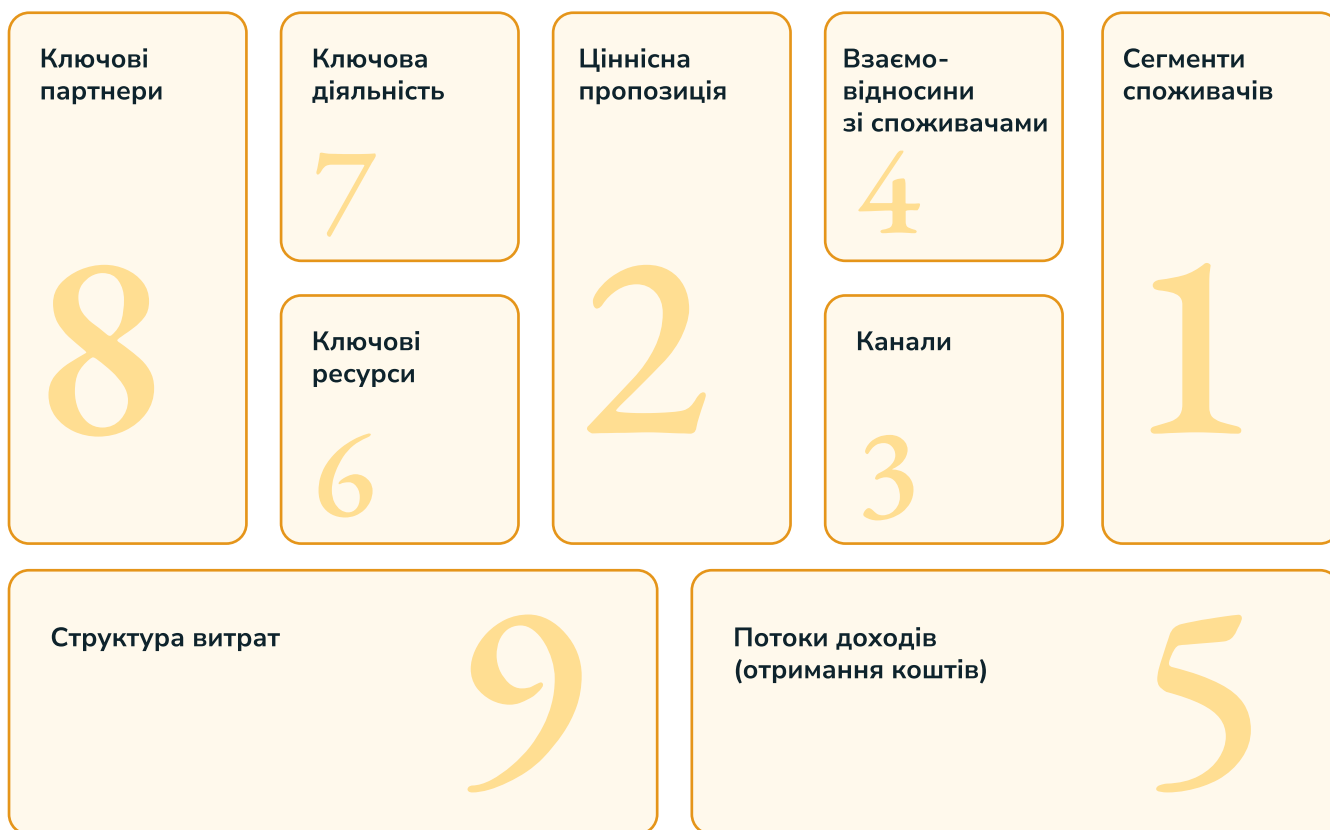 Ключові
партнери
8
Ключова
діяльність
7
Ключові
ресурси
6
Ціннісна
пропозиція
2
Взаємо-
відносини
зі споживачами
4
Канали
3
Сегменти
споживачів
1
Структура витрат
9
Потоки доходів
(отримання коштів)
5